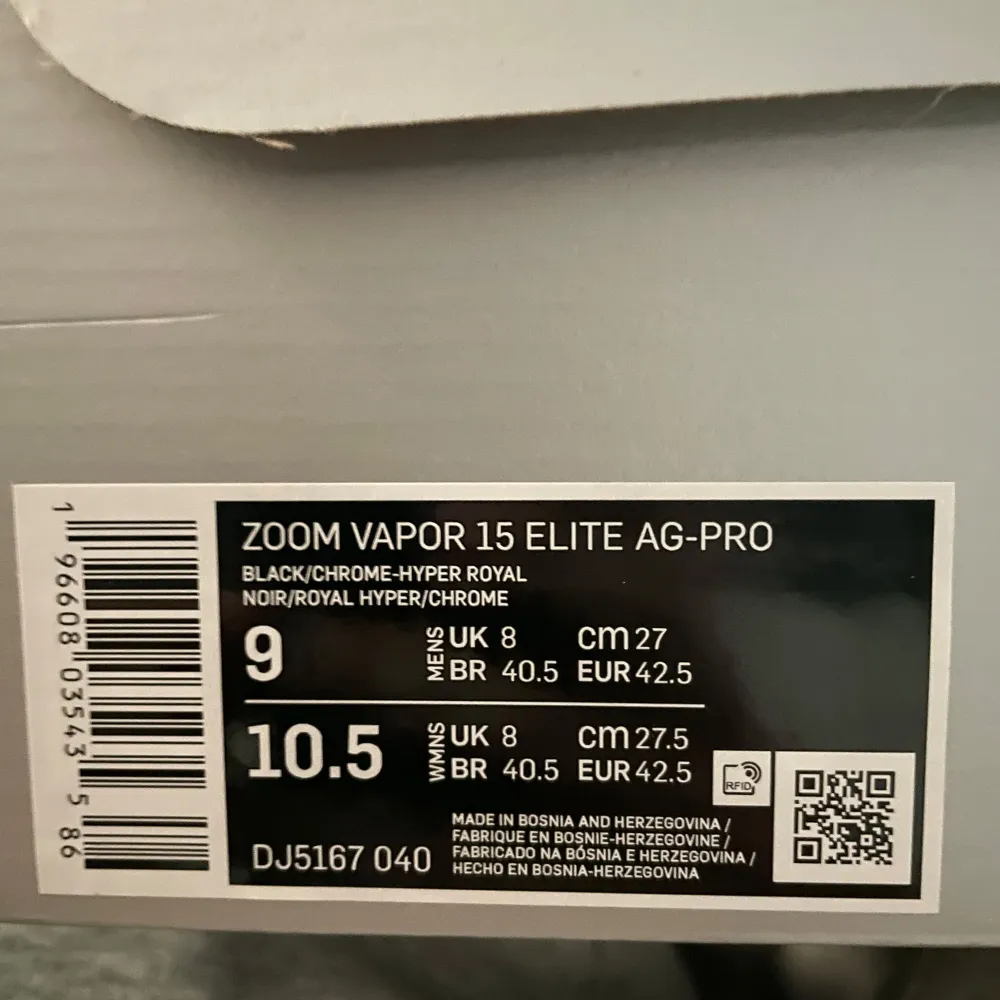 1 96608 03543 5 86
ZOOM VAPOR 15 ELITE AG-PRO
BLACK/CHROME-HYPER ROYAL
NOIR/ROYAL HYPER/CHROME
9 MENS UK 8 CM 27
BR 40.5 EUR 42.5
10.5 WMNS UK 8 CM 27.5
BR 40.5 EUR 42.5
RFID
DJ5167 040
MADE IN BOSNIA AND HERZEGOVINA /
FABRIQUE EN BOSNIE-HERZEGOVINE /
FABRICADO NA BÓSNIA E HERZEGOVINA /
HECHO EN BOSNIA-HERZEGOVINA